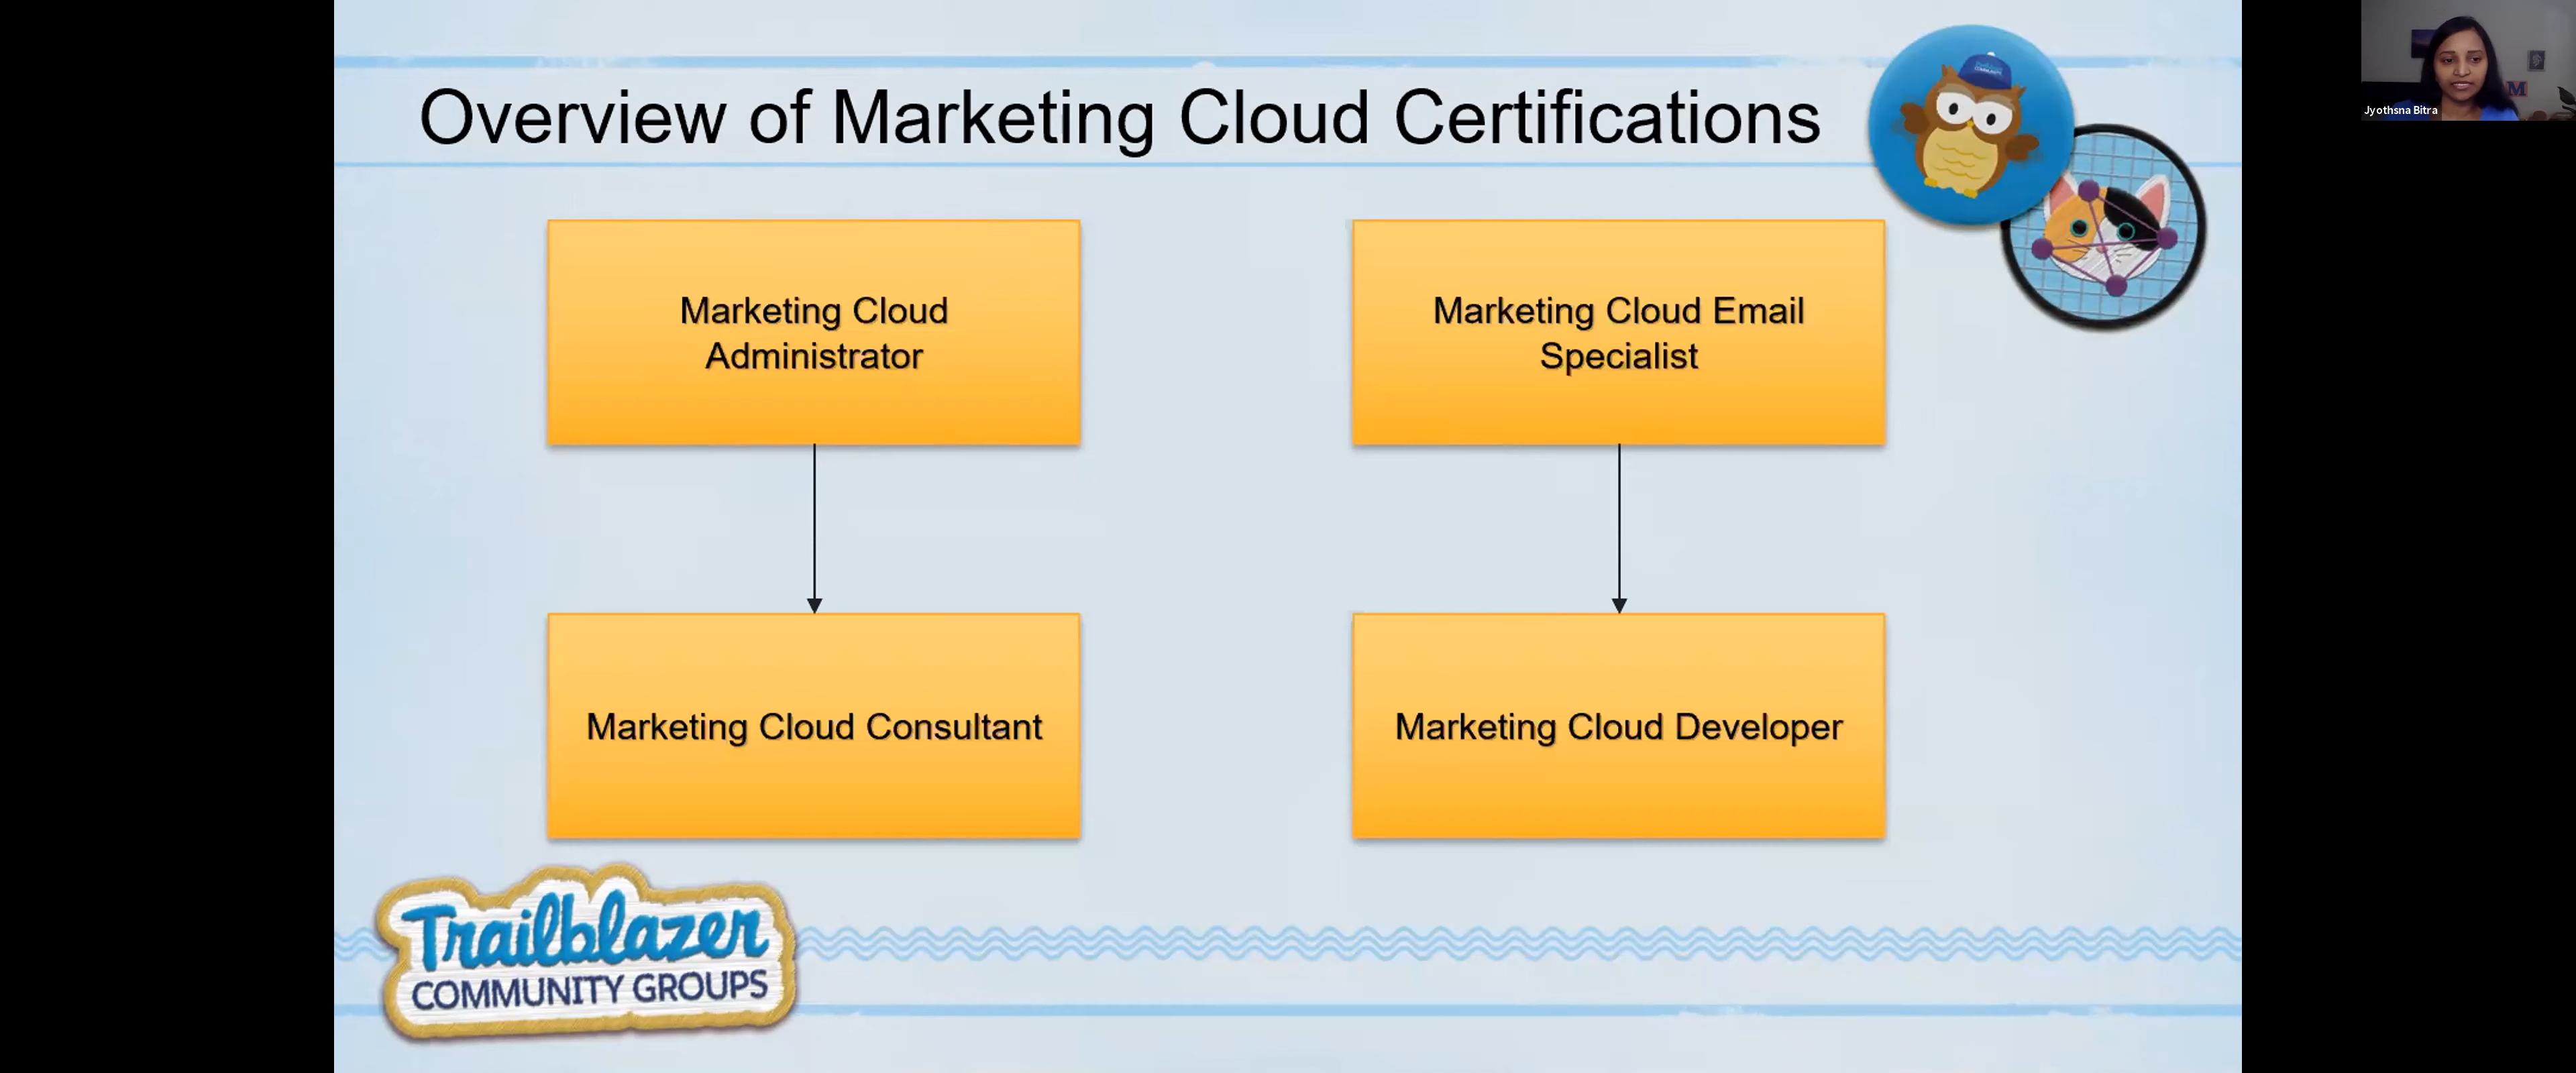 Overview of Marketing Cloud Certifications
Jyothsna Bitra
Marketing Cloud
Administrator
Marketing Cloud Email
Specialist
Marketing Cloud Consultant
Marketing Cloud Developer
Trailblazer
COMMUNITY GROUPS
M